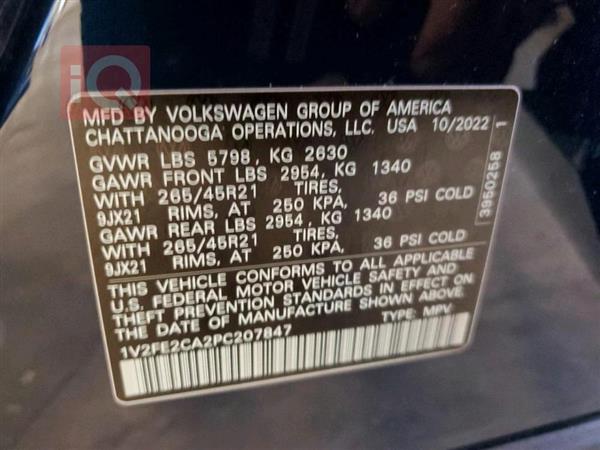 iQ
MFD BY VOLKSWAGEN GROUP OF AMERICA
CHATTANOOGA OPERATIONS, LLC. USA 10/2022
GVWR LBS 5798, KG 2630
GAWR FRONT LBS 2954, KG 1340
WITH 265/45R21 TIRES,
9JX21 RIMS, AT 250 KPA, 36 PSI COLD
GAWR REAR LBS 2954, KG 1340
WITH 265/45R21 TIRES,
9JX21 RIMS, AT 250 KPA, 36 PSI COLD
THIS VEHICLE CONFORMS TO ALL APPLICABLE
U.S. FEDERAL MOTOR VEHICLE SAFETY AND
THEFT PREVENTION STANDARDS IN EFFECT ON
THE DATE OF MANUFACTURE SHOWN ABOVE.
1V2FE2CA2PC207847 TYPE: MPV
3950258 1